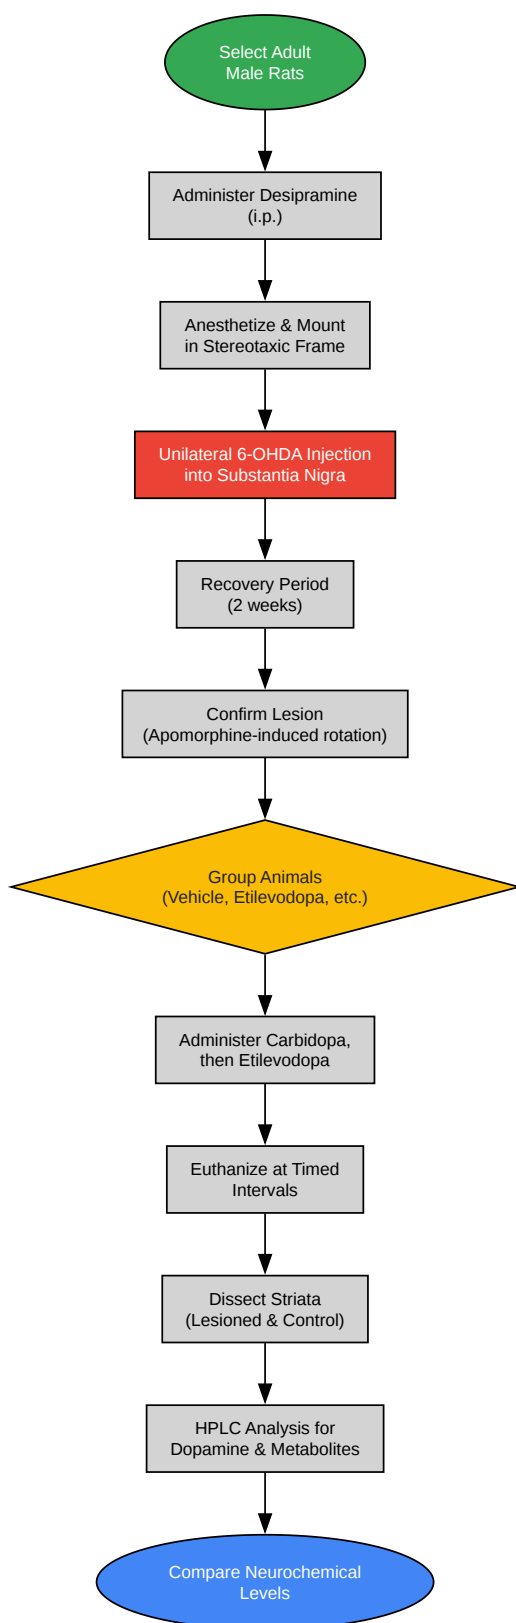 Select Adult
Male Rats
Administer Desipramine
(i.p.)
Anesthetize & Mount
in Stereotaxic Frame
Unilateral 6-OHDA Injection
into Substantia Nigra
Recovery Period
(2 weeks)
Confirm Lesion
(Apomorphine-induced rotation)
Group Animals
(Vehicle, Etilevodopa, etc.)
Administer Carbidopa,
then Etilevodopa
Euthanize at Timed
Intervals
Dissect Striata
(Lesioned & Control)
HPLC Analysis for
Dopamine & Metabolites
Compare Neurochemical
Levels